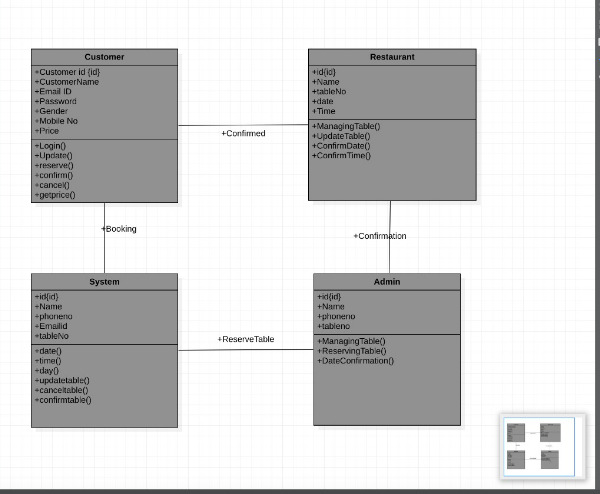 Customer
+Customer id {id}
+CustomerName
+Email ID
+Password
+Gender
+Mobile No
+Price
+Login()
+Update()
+reserve()
+confirm()
+cancel()
+getprice()
Restaurant
+id{id}
+Name
+tableNo
+date
+Time
+ManagingTable()
+UpdateTable()
+ConfirmDate()
+ConfirmTime()
+Confirmed
+Booking
+Confirmation
System
+id{id}
+Name
+phoneno
+Emailid
+tableNo
+date()
+time()
+day()
+updatetable()
+canceltable()
+confirmtable()
+ReserveTable
Admin
+id{id}
+Name
+phoneno
+tableno
+ManagingTable()
+ReservingTable()
+DateConfirmation()